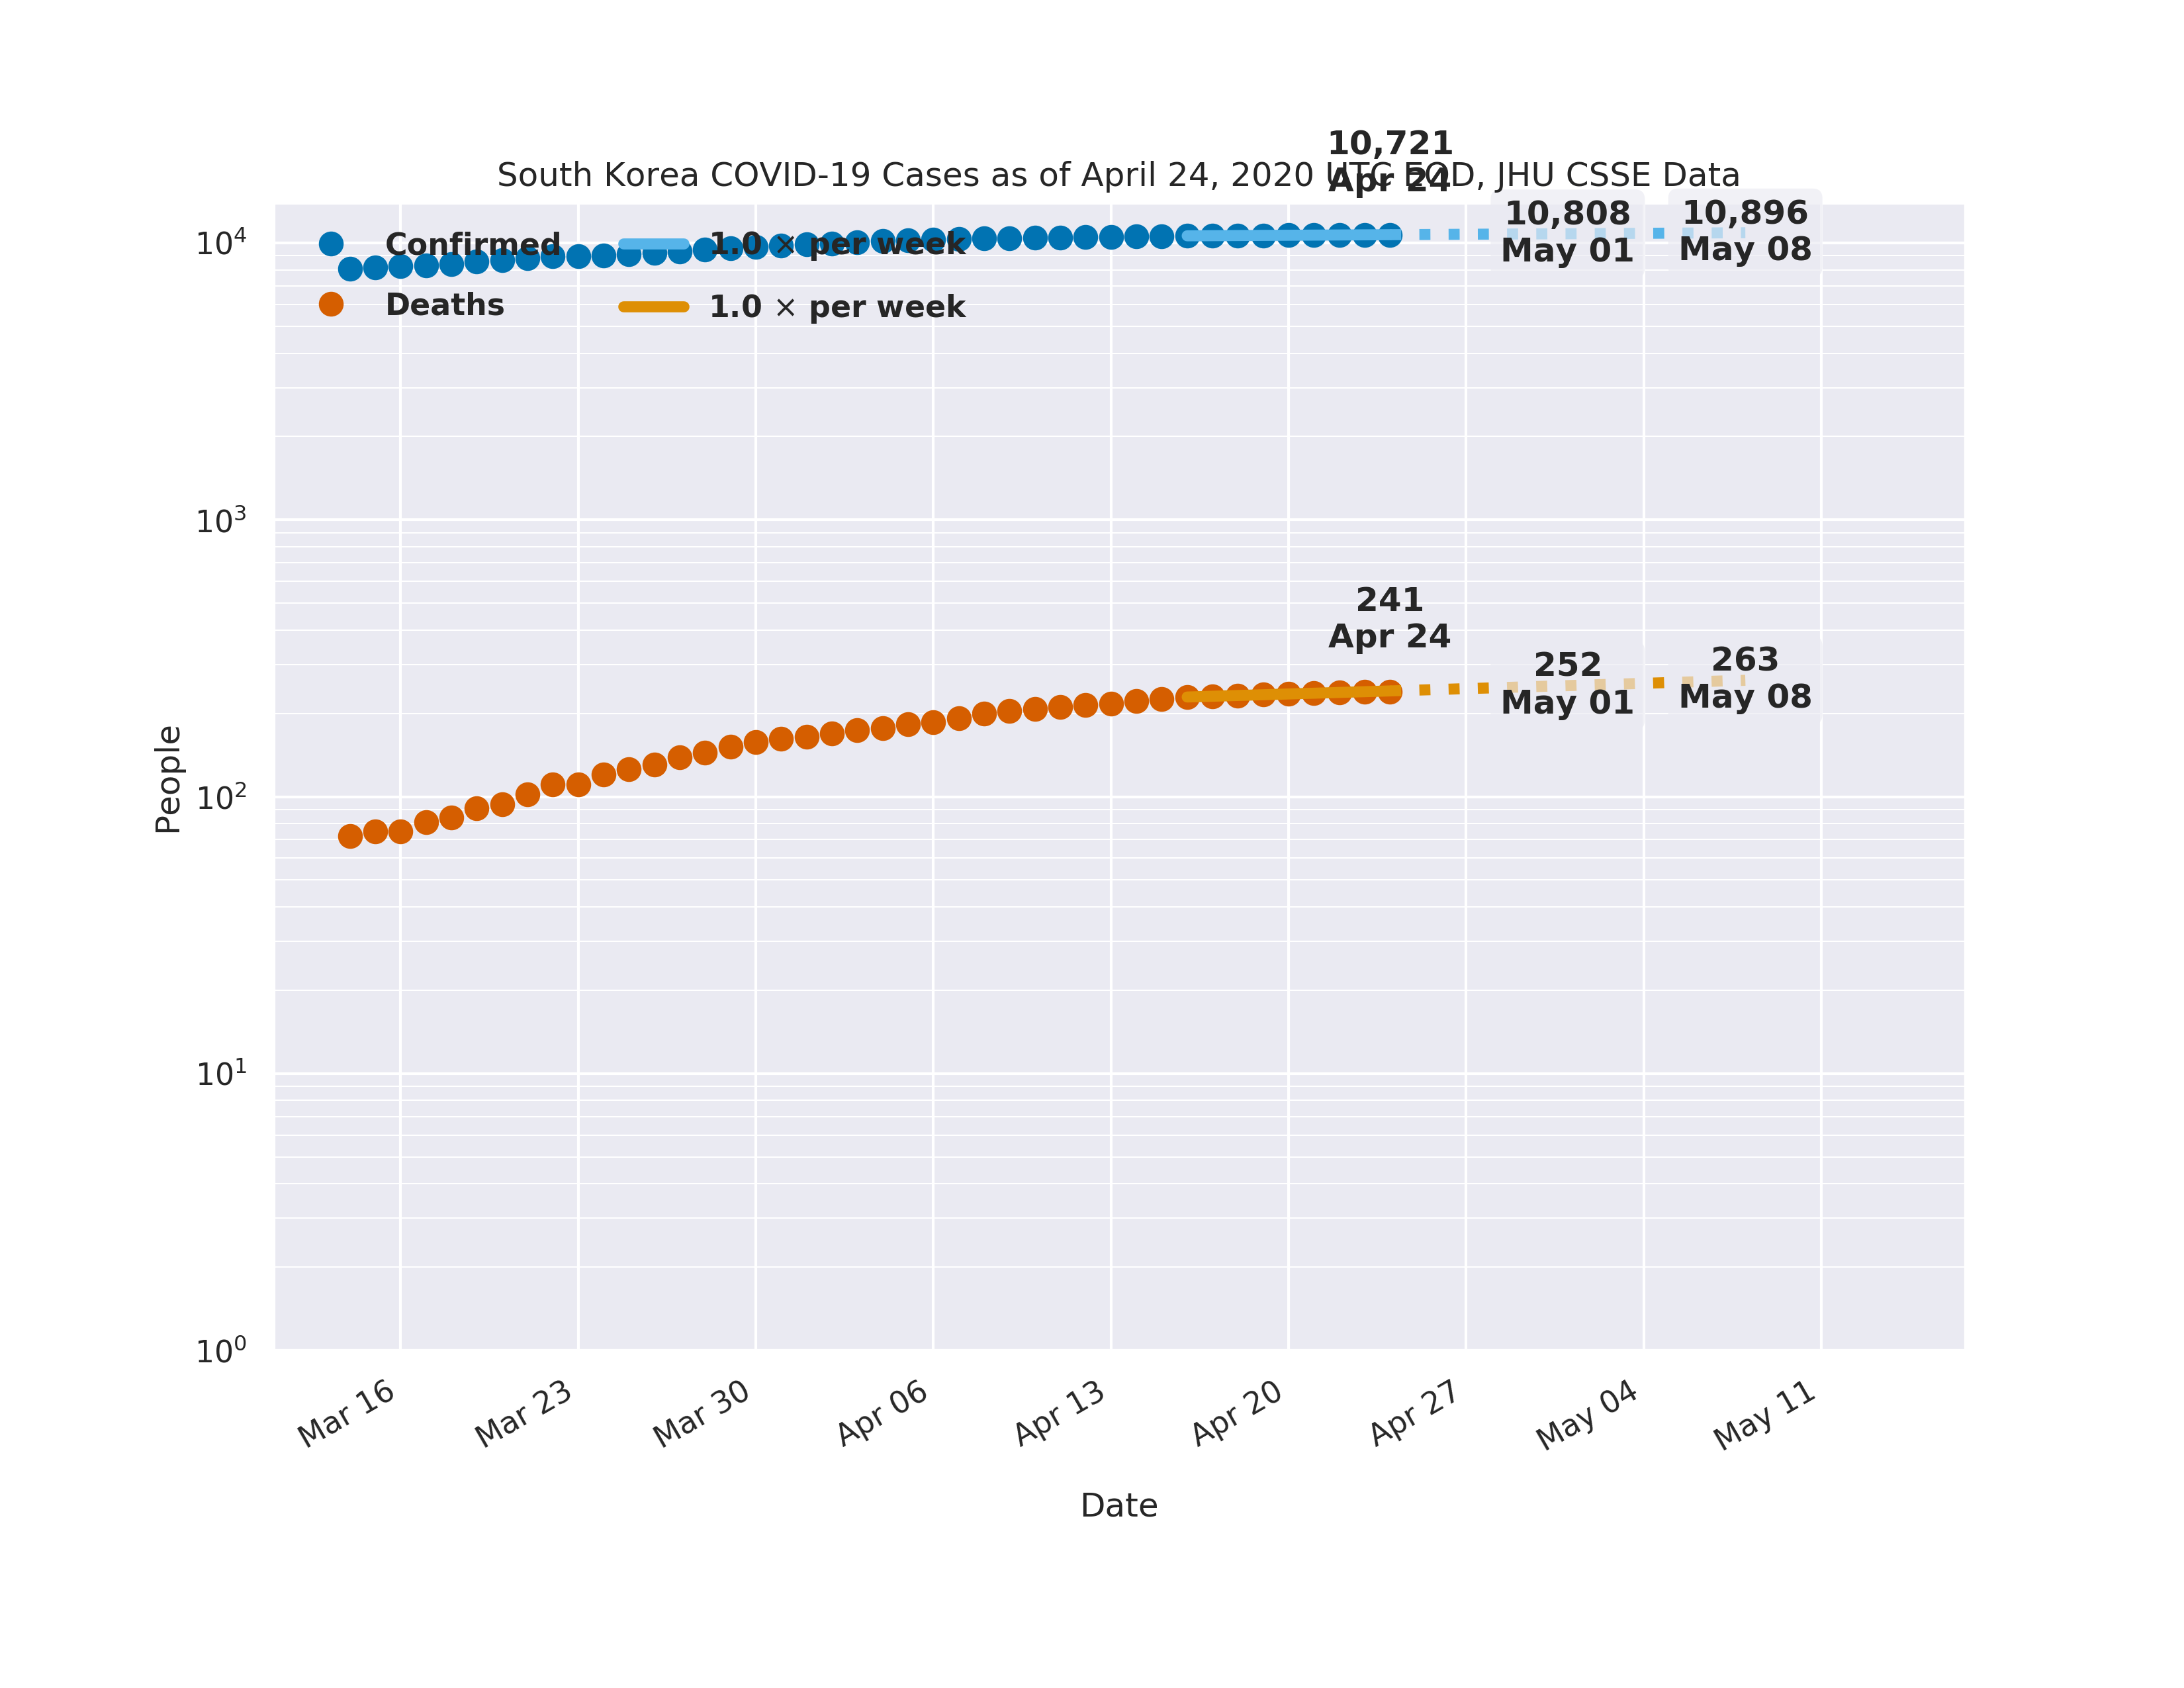 10,721
Apr 24
South Korea COVID-19 Cases as of April 24, 2020 UTC EOD, JHU CSSE Data
10,808
May 01
10,896
May 08
Confirmed
1.0 × per week
Deaths
1.0 × per week
241
Apr 24
252
May 01
263
May 08
People
10⁴
10³
10²
10¹
10⁰
Mar 16
Mar 23
Mar 30
Apr 06
Apr 13
Apr 20
Apr 27
May 04
May 11
Date